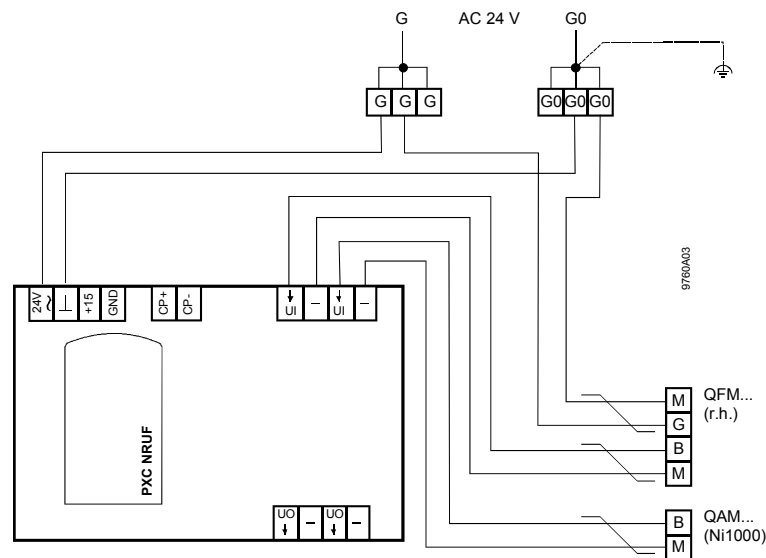 G AC 24 V G0
G G G
G0 G0 G0
9760A03
24V ~
⊥
+15
GND
CP+
CP-
UI
–
UI
–
PXC NRUF
UO
–
UO
–
M QFM...
G (r.h.)
B
M
B QAM...
M (Ni1000)